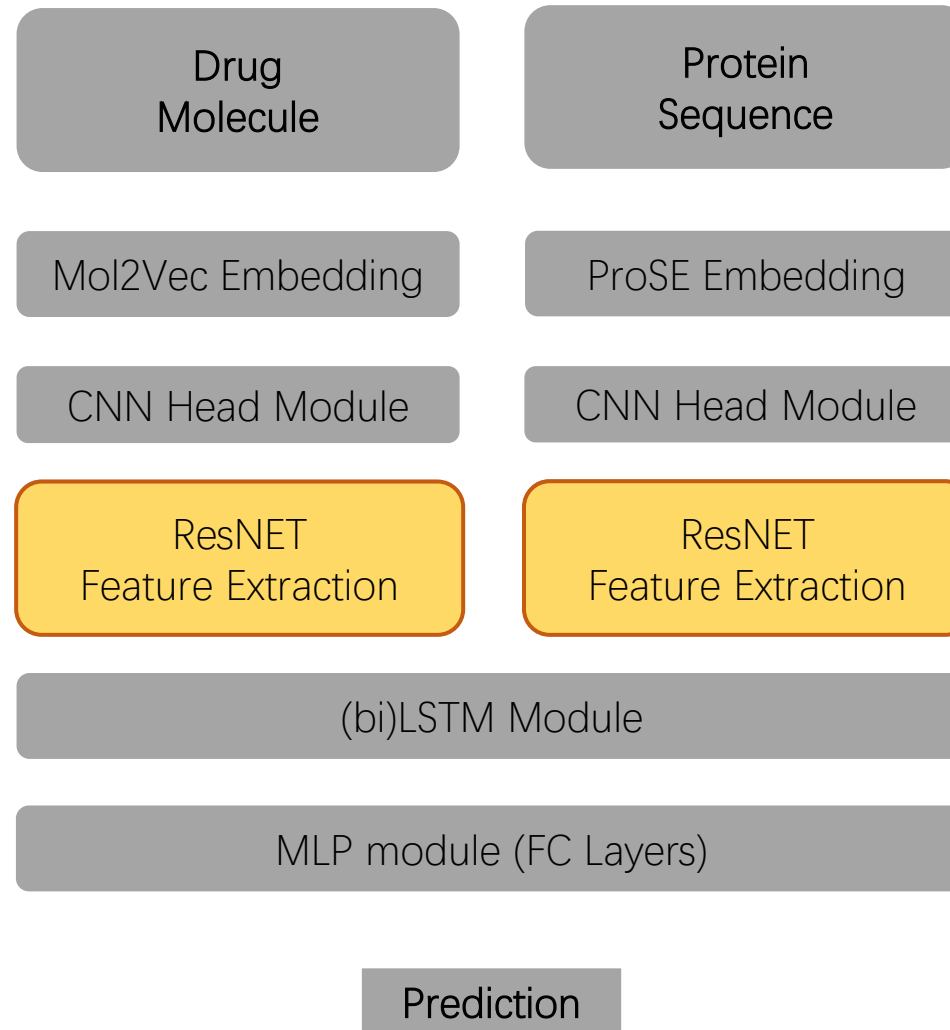 Drug
Molecule
Protein
Sequence
Mol2Vec Embedding
ProSE Embedding
CNN Head Module
CNN Head Module
ResNET
Feature Extraction
ResNET
Feature Extraction
(bi)LSTM Module
MLP module (FC Layers)
Prediction